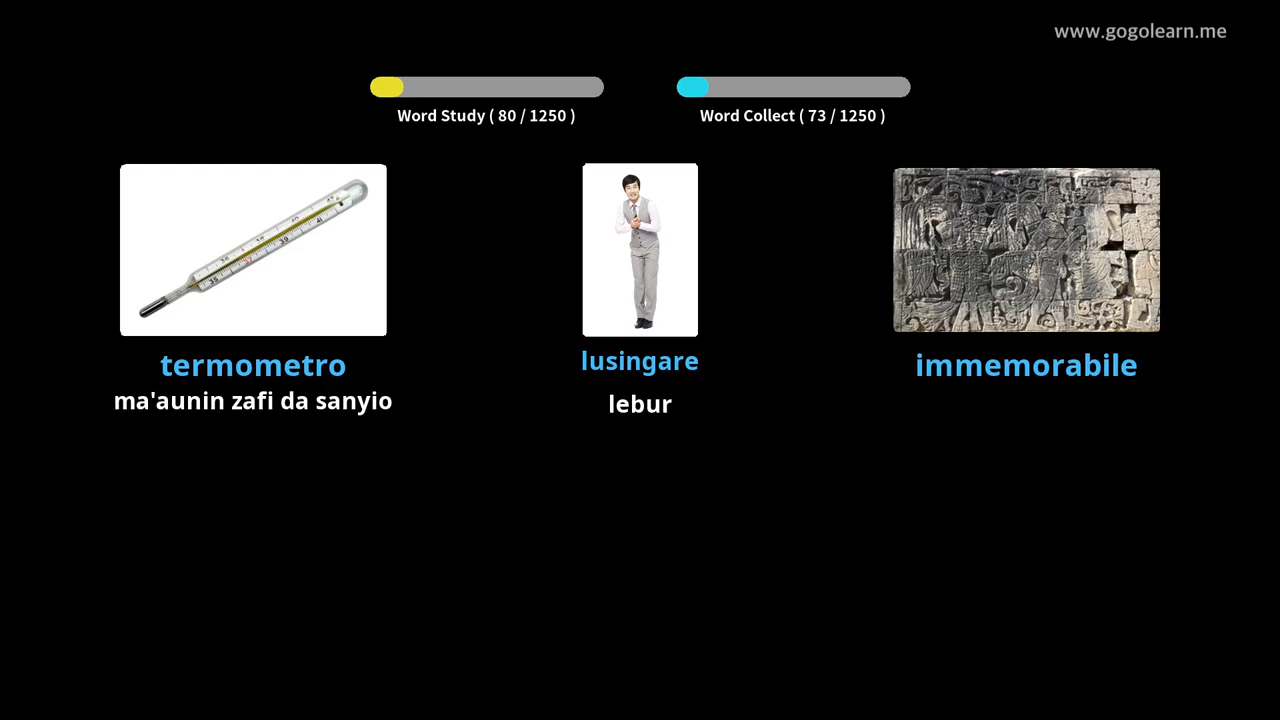 www.gogolearn.me
Word Study ( 80 / 1250 )
Word Collect ( 73 / 1250 )
termometro
ma'aunin zafi da sanyio
lusingare
lebur
immemorabile